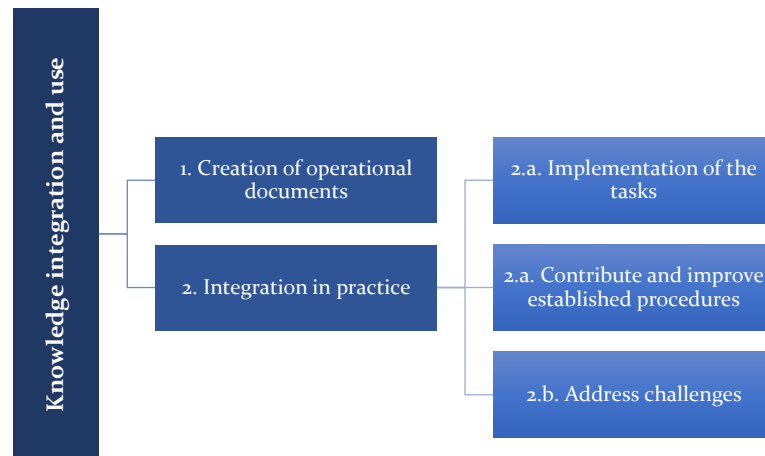 Knowledge integration and use
1. Creation of operational
documents
2. Integration in practice
2.a. Implementation of the
tasks
2.a. Contribute and improve
established procedures
2.b. Address challenges